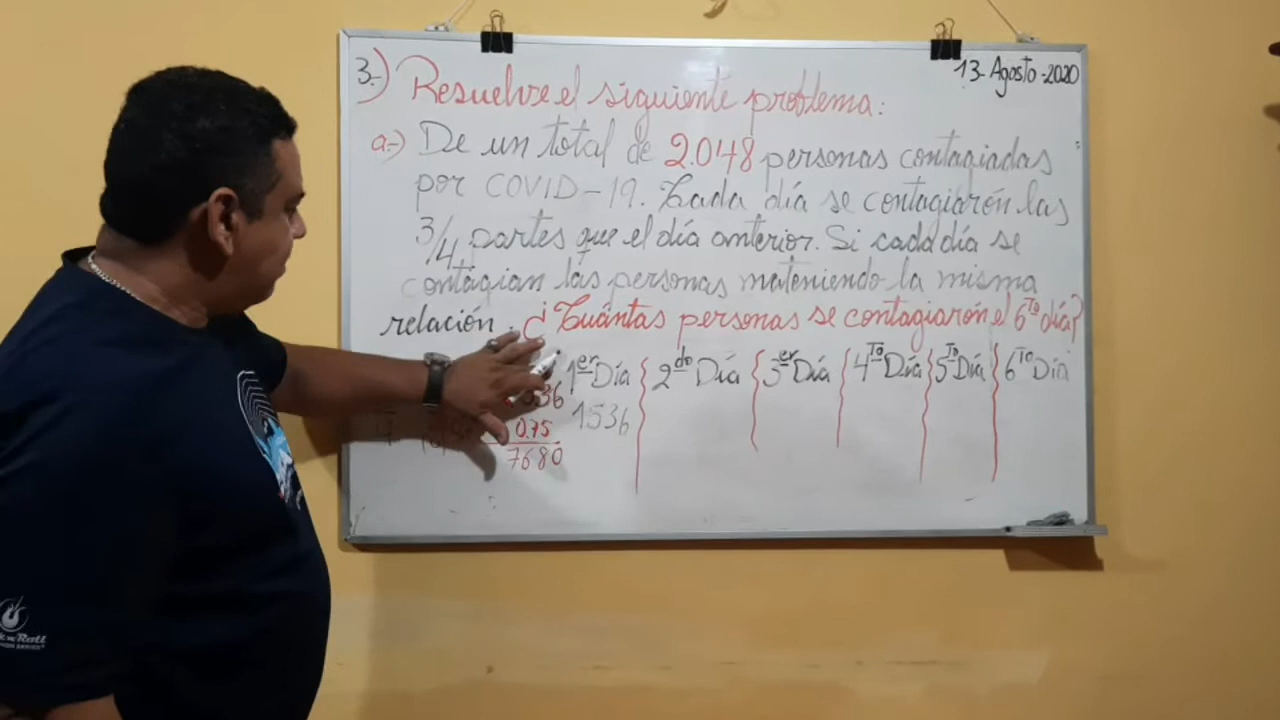 3.-) Resuelve el siguiente problema:
13-Agosto-2020
a.-) De un total de 2.048 personas contagiadas
por COVID-19. Cada día se contagiarón las
3/4 partes que el día anterior. Si cada día se
contagian las personas mateniendo la misma
relación. ¿Cuántas personas se contagiarón el 6To día?
1er Día 2do Día 3er Día 4To Día 5To Día 6To Día
1536
0.75
7680